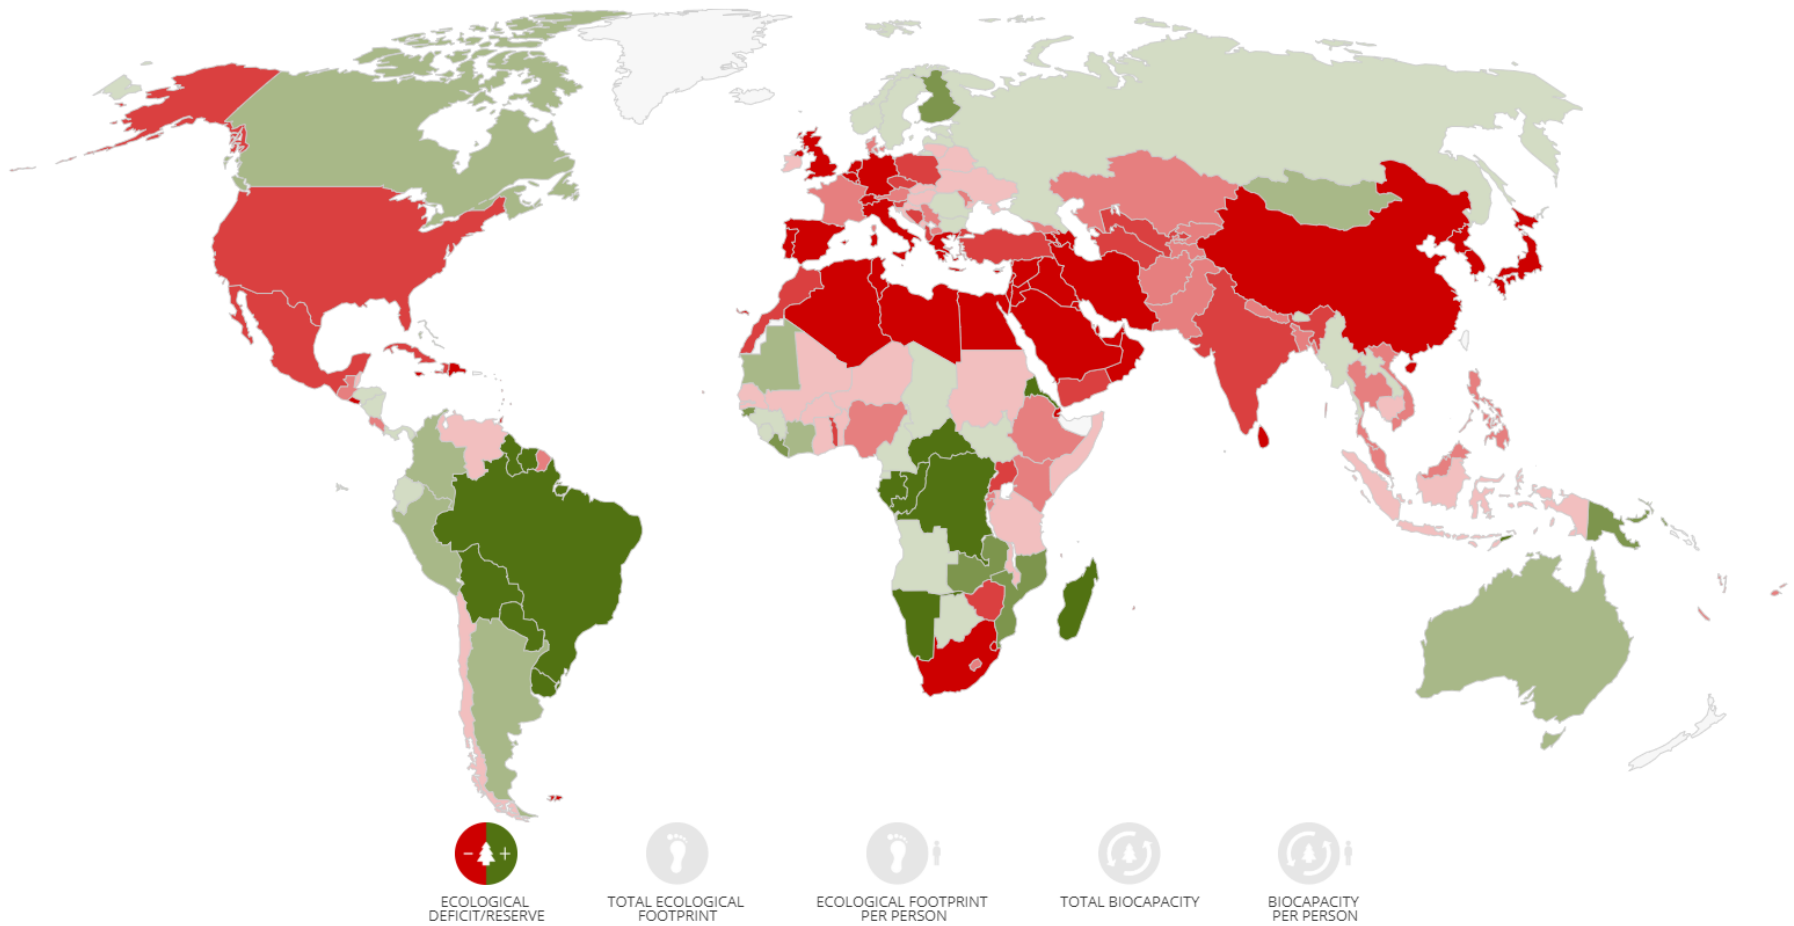 ECOLOGICAL
DEFICIT/RESERVE
TOTAL ECOLOGICAL
FOOTPRINT
ECOLOGICAL FOOTPRINT
PER PERSON
TOTAL BIOCAPACITY
BIOCAPACITY
PER PERSON